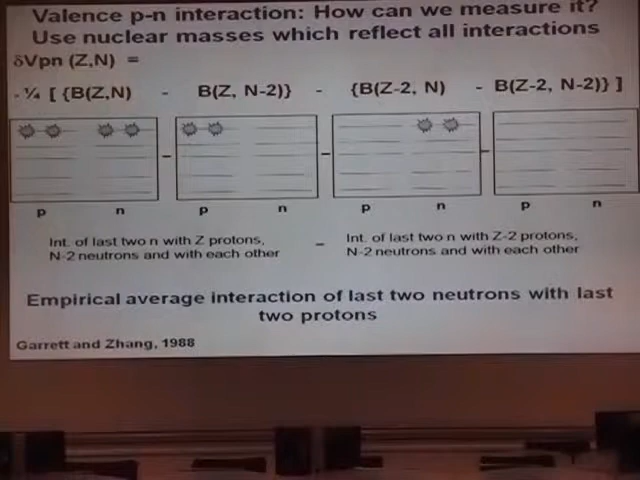 Valence p-n interaction: How can we measure it?
Use nuclear masses which reflect all interactions
δVpn (Z,N) =
- ¼ [ {B(Z,N) - B(Z, N-2)} - {B(Z-2, N) - B(Z-2, N-2)} ]
- - -
p n p n p n p n
Int. of last two n with Z protons,
N-2 neutrons and with each other
-
Int. of last two n with Z-2 protons,
N-2 neutrons and with each other
Empirical average interaction of last two neutrons with last
two protons
Garrett and Zhang, 1988